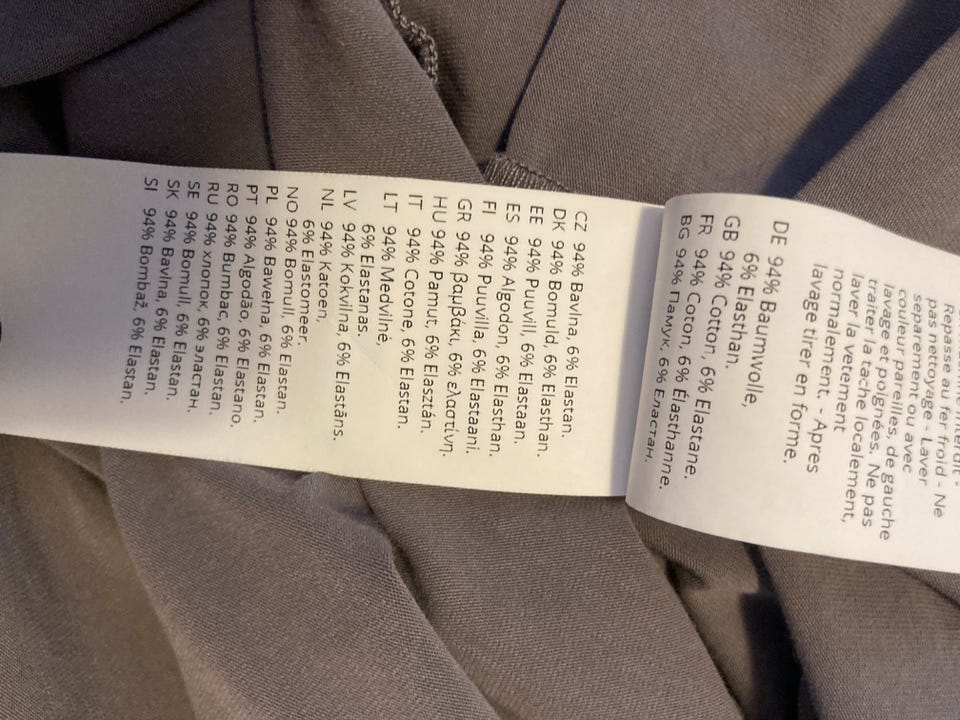 Repasse au fer froid - Ne
pas nettoyage - Laver
separement ou avec
couleur pareilles, de gauche
lavage et poignées. Ne pas
traiter la tache localement,
laver la vetement
normalement. - Apres
lavage tirer en forme.
DE 94% Baumwolle,
6% Elasthan.
GB 94% Cotton, 6% Elastane.
FR 94% Coton, 6% Élasthanne.
BG 94% Памук, 6% Еластан.
CZ 94% Bavlna, 6% Elastan.
DK 94% Bomuld, 6% Elasthan.
EE 94% Puuvill, 6% Elastaan.
ES 94% Algodon, 6% Elasthan.
FI 94% Puuvilla, 6% Elastaani.
GR 94% βαμβάκι, 6% ελαστίνη.
HU 94% Pamut, 6% Elasztán.
IT 94% Cotone, 6% Elastan.
LT 94% Medvilnė,
6% Elastanas.
LV 94% Kokvilna, 6% Elastāns.
NL 94% Katoen,
6% Elastomeer.
NO 94% Bomull, 6% Elastan.
PL 94% Bawełna, 6% Elastan.
PT 94% Algodão, 6% Elastano.
RO 94% Bumbac, 6% Elastan.
RU 94% хлопок, 6% эластан.
SE 94% Bomull, 6% Elastan.
SK 94% Bavlna, 6% Elastan.
SI 94% Bombaž, 6% Elastan.